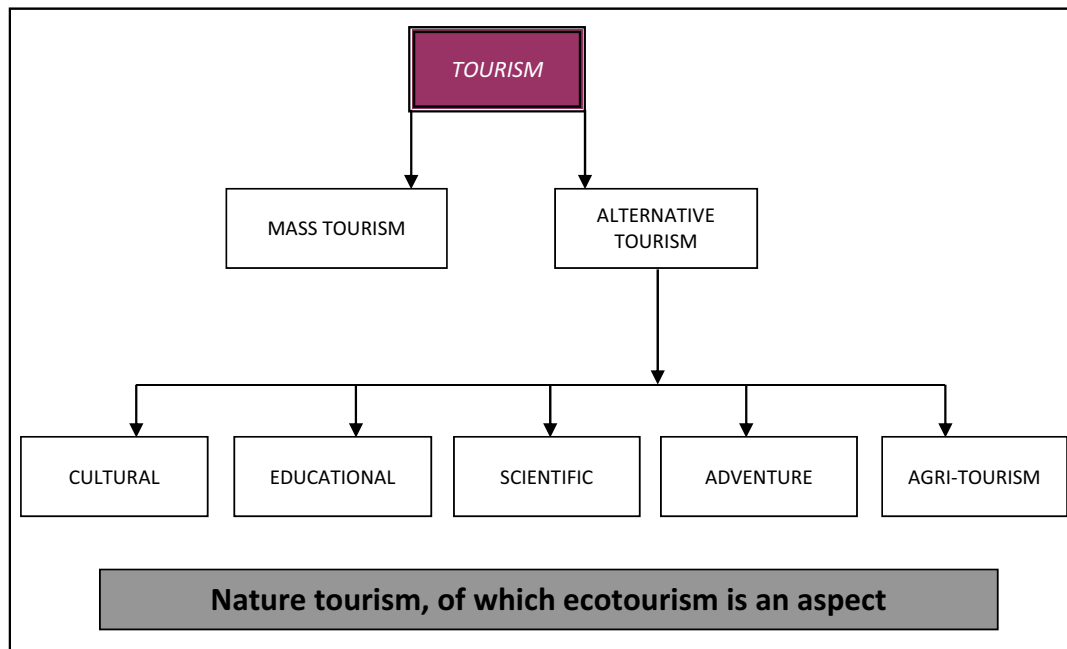 TOURISM
MASS TOURISM
ALTERNATIVE
TOURISM
CULTURAL
EDUCATIONAL
SCIENTIFIC
ADVENTURE
AGRI-TOURISM
Nature tourism, of which ecotourism is an aspect